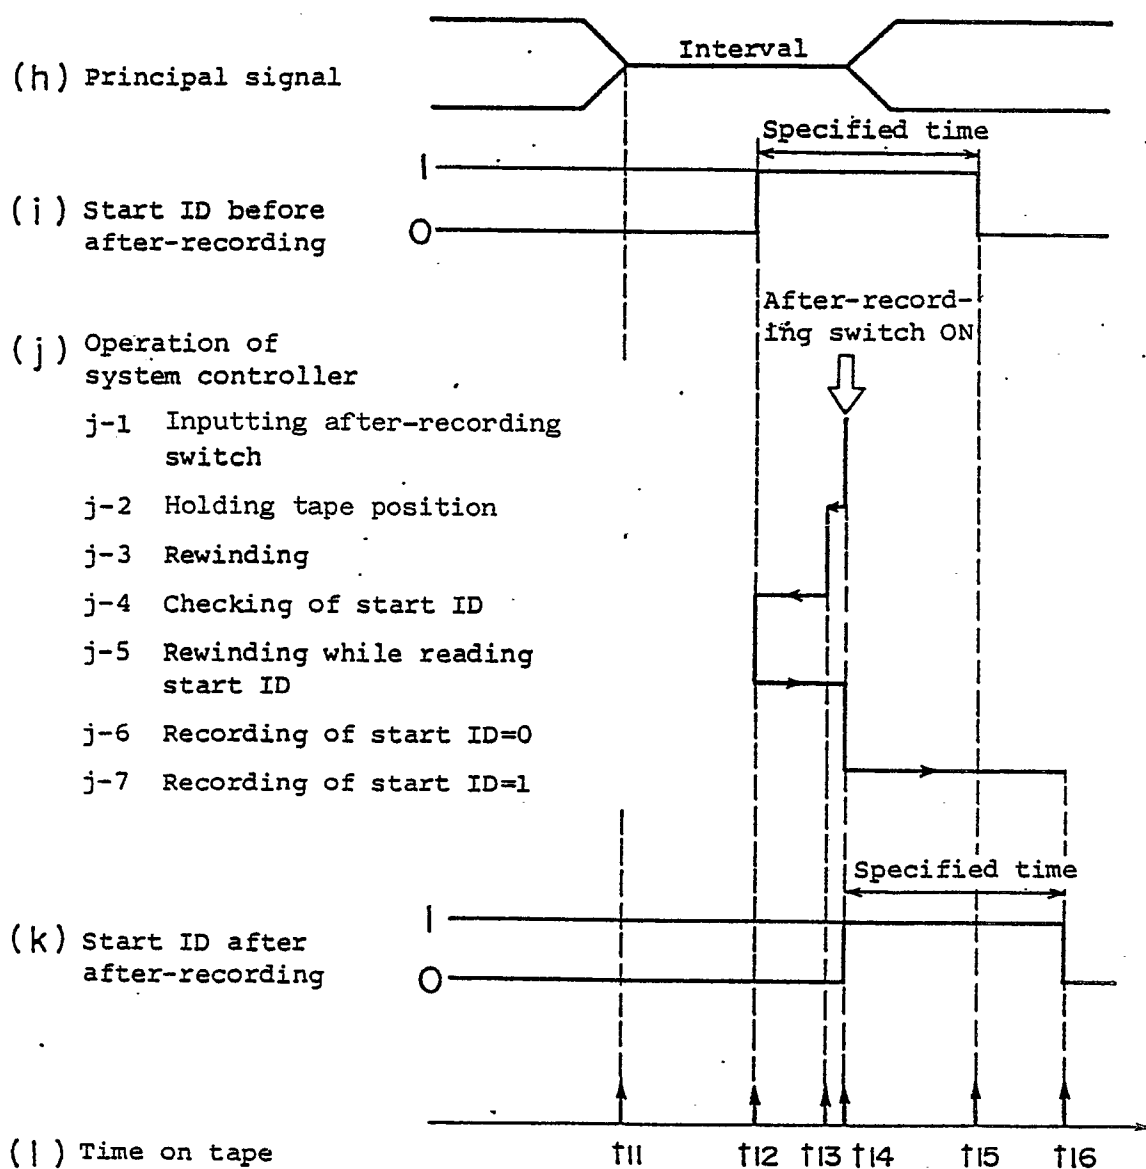 Interval
(h) Principal signal
Specified time
1
(i) Start ID before
after-recording
0
After-record-
ing switch ON
(j) Operation of
system controller
j-1 Inputting after-recording
switch
j-2 Holding tape position
j-3 Rewinding
j-4 Checking of start ID
j-5 Rewinding while reading
start ID
j-6 Recording of start ID=0
j-7 Recording of start ID=1
Specified time
1
(k) Start ID after
after-recording
0
(l) Time on tape
t11 t12 t13 t14 t15 t16